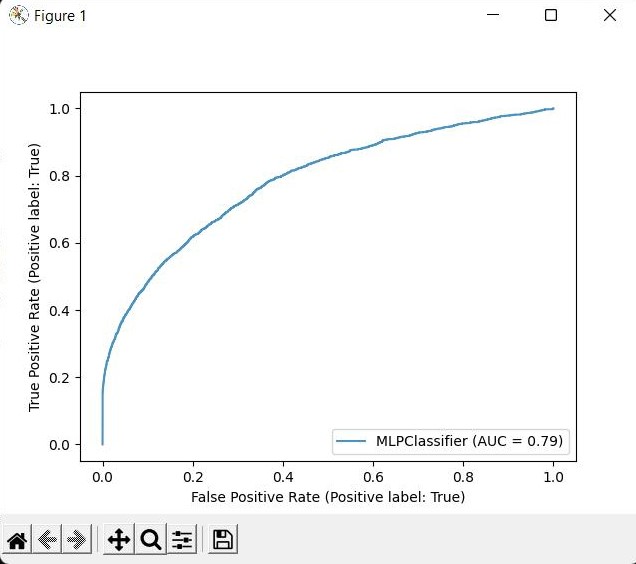 Figure 1
1.0
0.8
0.6
0.4
0.2
0.0
True Positive Rate (Positive label: True)
MLPClassifier (AUC = 0.79)
0.0 0.2 0.4 0.6 0.8 1.0
False Positive Rate (Positive label: True)